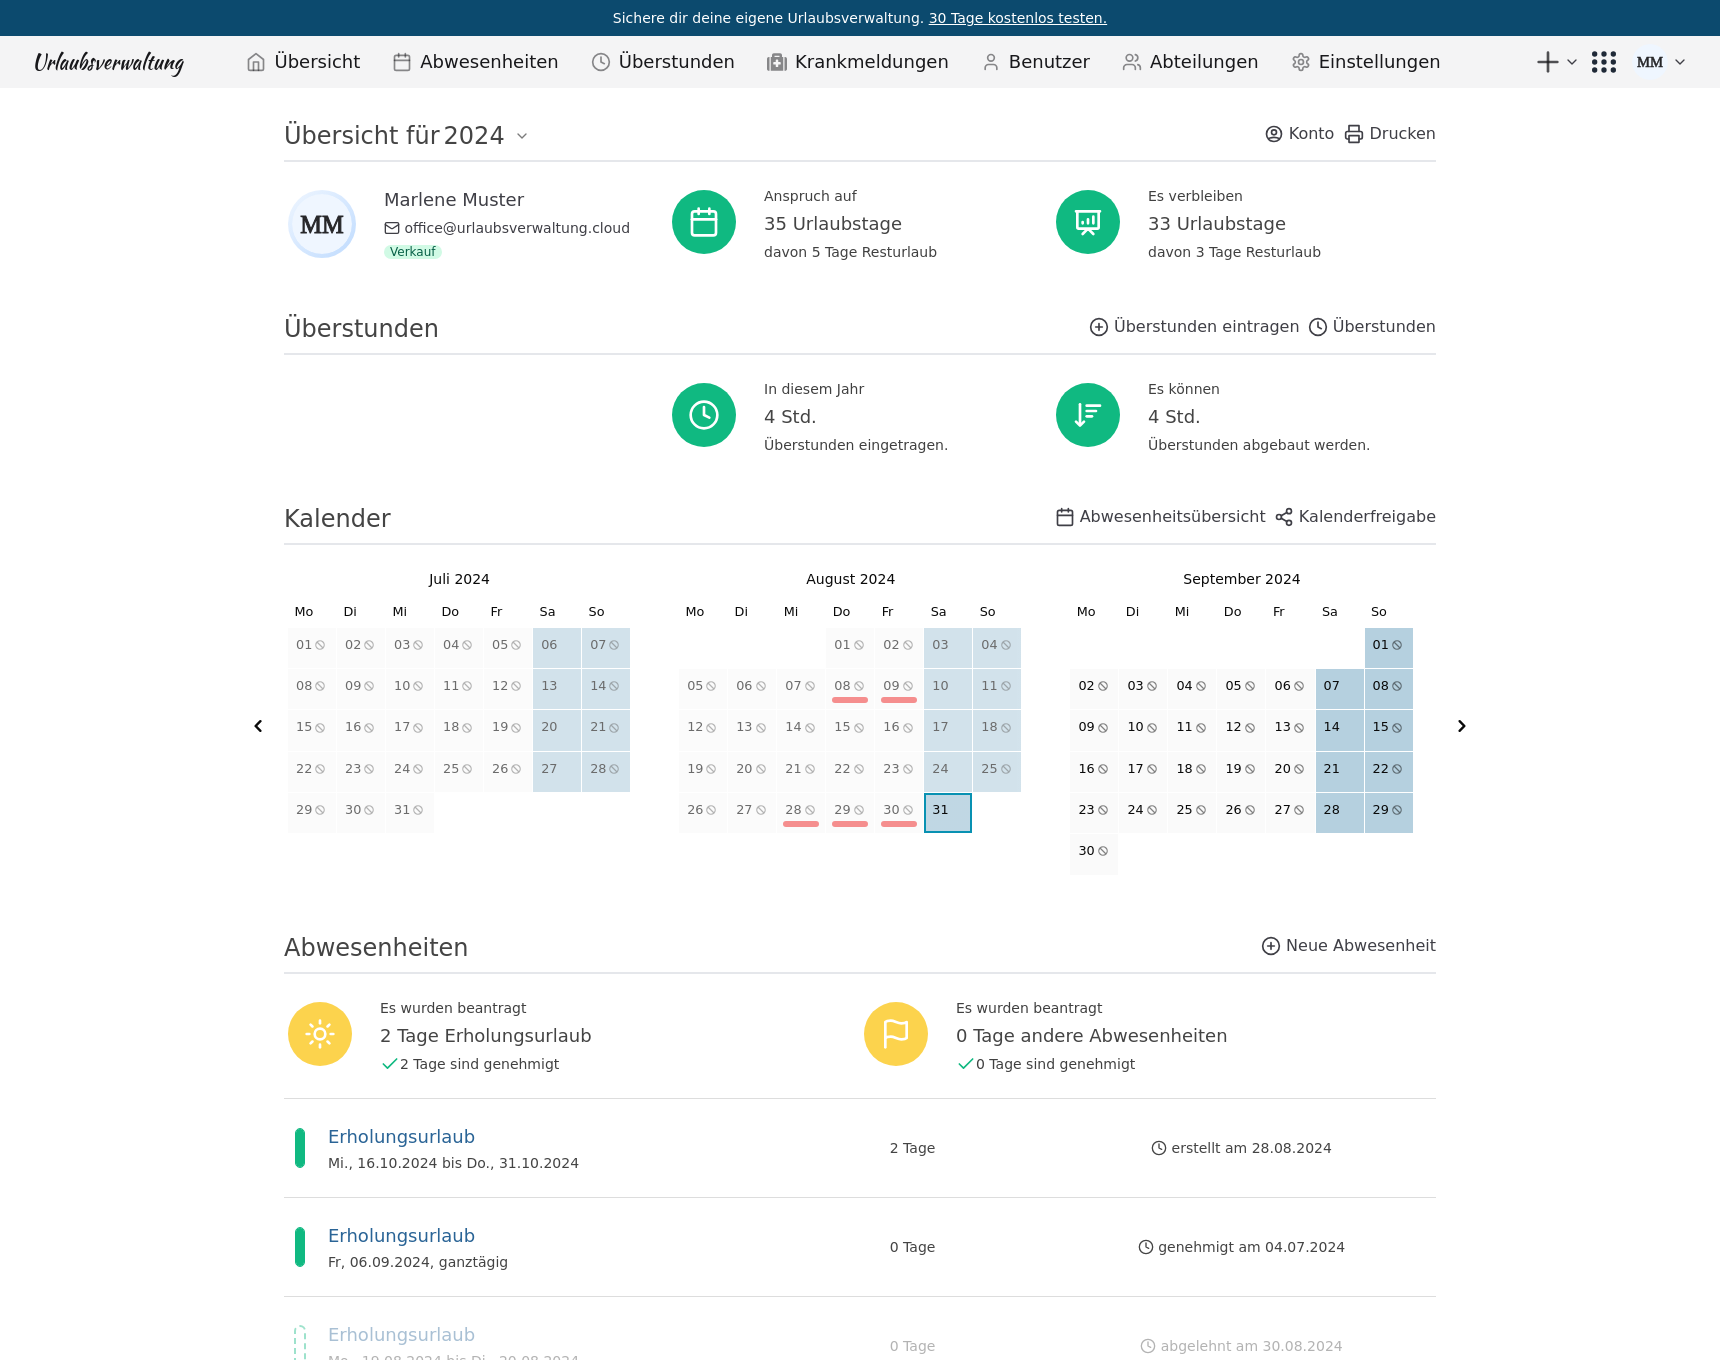 Sichere dir deine eigene Urlaubsverwaltung. 30 Tage kostenlos testen.
Urlaubsverwaltung Übersicht Abwesenheiten Überstunden Krankmeldungen Benutzer Abteilungen Einstellungen MM
Übersicht für 2024 Konto Drucken
MM
Marlene Muster
office@urlaubsverwaltung.cloud
Verkauf
Anspruch auf
35 Urlaubstage
davon 5 Tage Resturlaub
Es verbleiben
33 Urlaubstage
davon 3 Tage Resturlaub
Überstunden Überstunden eintragen Überstunden
In diesem Jahr
4 Std.
Überstunden eingetragen.
Es können
4 Std.
Überstunden abgebaut werden.
Kalender Abwesenheitsübersicht Kalenderfreigabe
Juli 2024
Mo Di Mi Do Fr Sa So
01 02 03 04 05 06 07
08 09 10 11 12 13 14
15 16 17 18 19 20 21
22 23 24 25 26 27 28
29 30 31
August 2024
Mo Di Mi Do Fr Sa So
01 02 03 04
05 06 07 08 09 10 11
12 13 14 15 16 17 18
19 20 21 22 23 24 25
26 27 28 29 30 31
September 2024
Mo Di Mi Do Fr Sa So
01
02 03 04 05 06 07 08
09 10 11 12 13 14 15
16 17 18 19 20 21 22
23 24 25 26 27 28 29
30
Abwesenheiten Neue Abwesenheit
Es wurden beantragt
2 Tage Erholungsurlaub
2 Tage sind genehmigt
Es wurden beantragt
0 Tage andere Abwesenheiten
0 Tage sind genehmigt
Erholungsurlaub
Mi., 16.10.2024 bis Do., 31.10.2024
2 Tage
erstellt am 28.08.2024
Erholungsurlaub
Fr, 06.09.2024, ganztägig
0 Tage
genehmigt am 04.07.2024
Erholungsurlaub
Mo., 19.08.2024 bis Di., 20.08.2024
0 Tage
abgelehnt am 30.08.2024